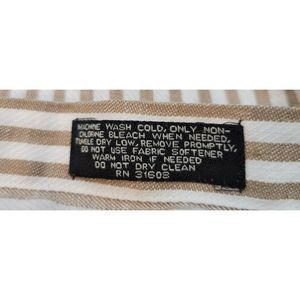 MACHINE WASH COLD, ONLY NON-
CHLORINE BLEACH WHEN NEEDED,
TUMBLE DRY LOW, REMOVE PROMPTLY,
DO NOT USE FABRIC SOFTENER
WARM IRON IF NEEDED
DO NOT DRY CLEAN
RN 31603